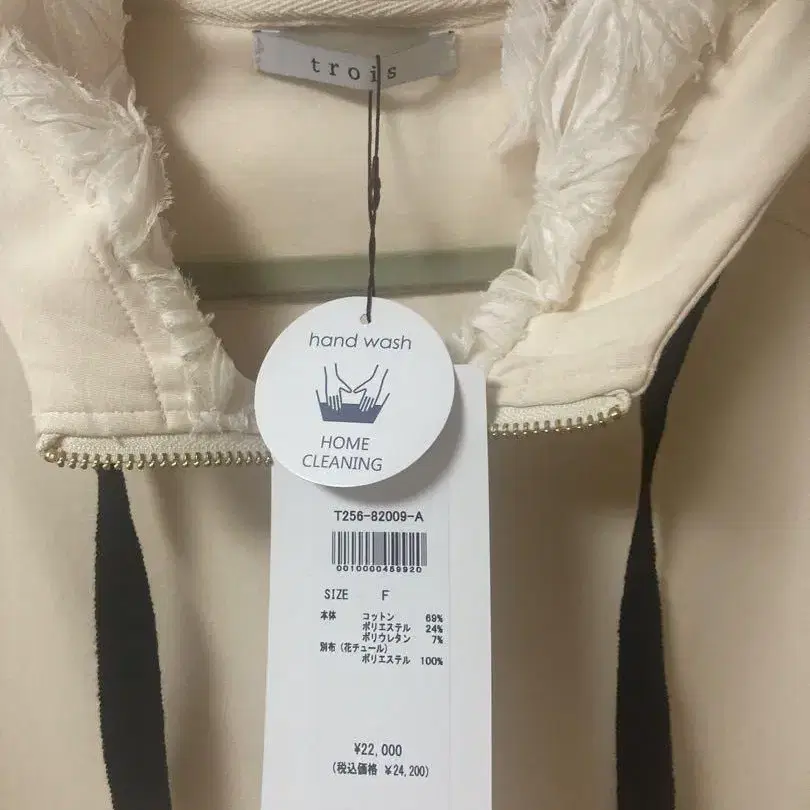 trois
hand wash
HOME
CLEANING
T256-82009-A
0010000459920
SIZE F
本体 コットン 69%
ポリエステル 24%
ポリウレタン 7%
別布(花チュール)
ポリエステル 100%
¥22,000
(税込価格 ¥24,200)